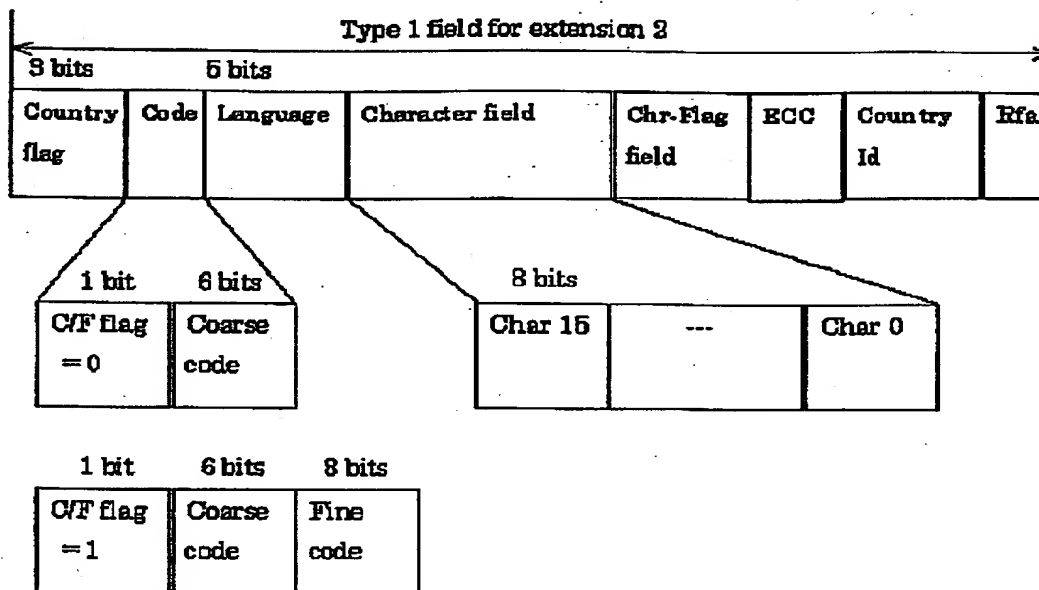 Type 1 field for extension 2
3 bits 5 bits
Country flag Code Language Character field Chr-Flag field ECC Country Id Rfa
1 bit 6 bits 8 bits
C/F flag =0 Coarse code Char 15 --- Char 0
1 bit 6 bits 8 bits
C/F flag =1 Coarse code Fine code